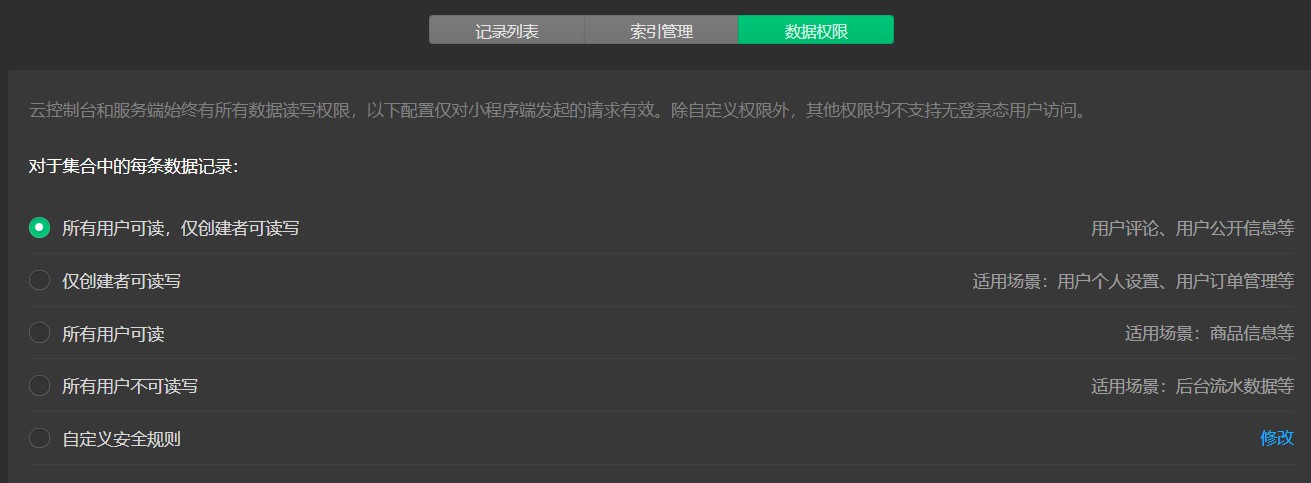 记录列表 索引管理 数据权限
云控制台和服务端始终有所有数据读写权限，以下配置仅对小程序端发起的请求有效。除自定义权限外，其他权限均不支持无登录态用户访问。
对于集合中的每条数据记录：
所有用户可读，仅创建者可读写 用户评论、用户公开信息等
仅创建者可读写 适用场景：用户个人设置、用户订单管理等
所有用户可读 适用场景：商品信息等
所有用户不可读写 适用场景：后台流水数据等
自定义安全规则 修改